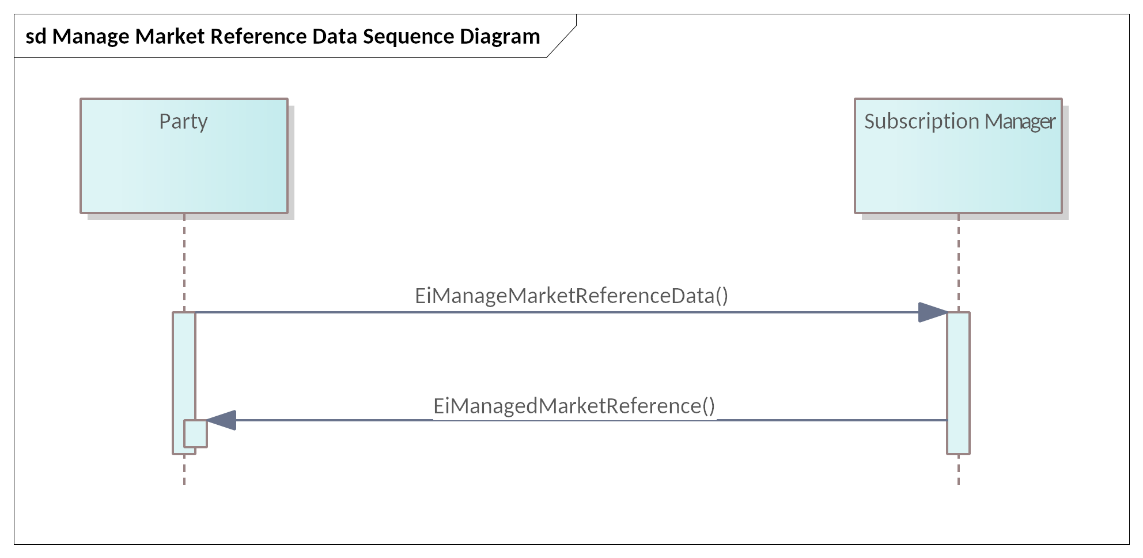 sd Manage Market Reference Data Sequence Diagram
Party
Subscription Manager
EiManageMarketReferenceData()
EiManagedMarketReference()